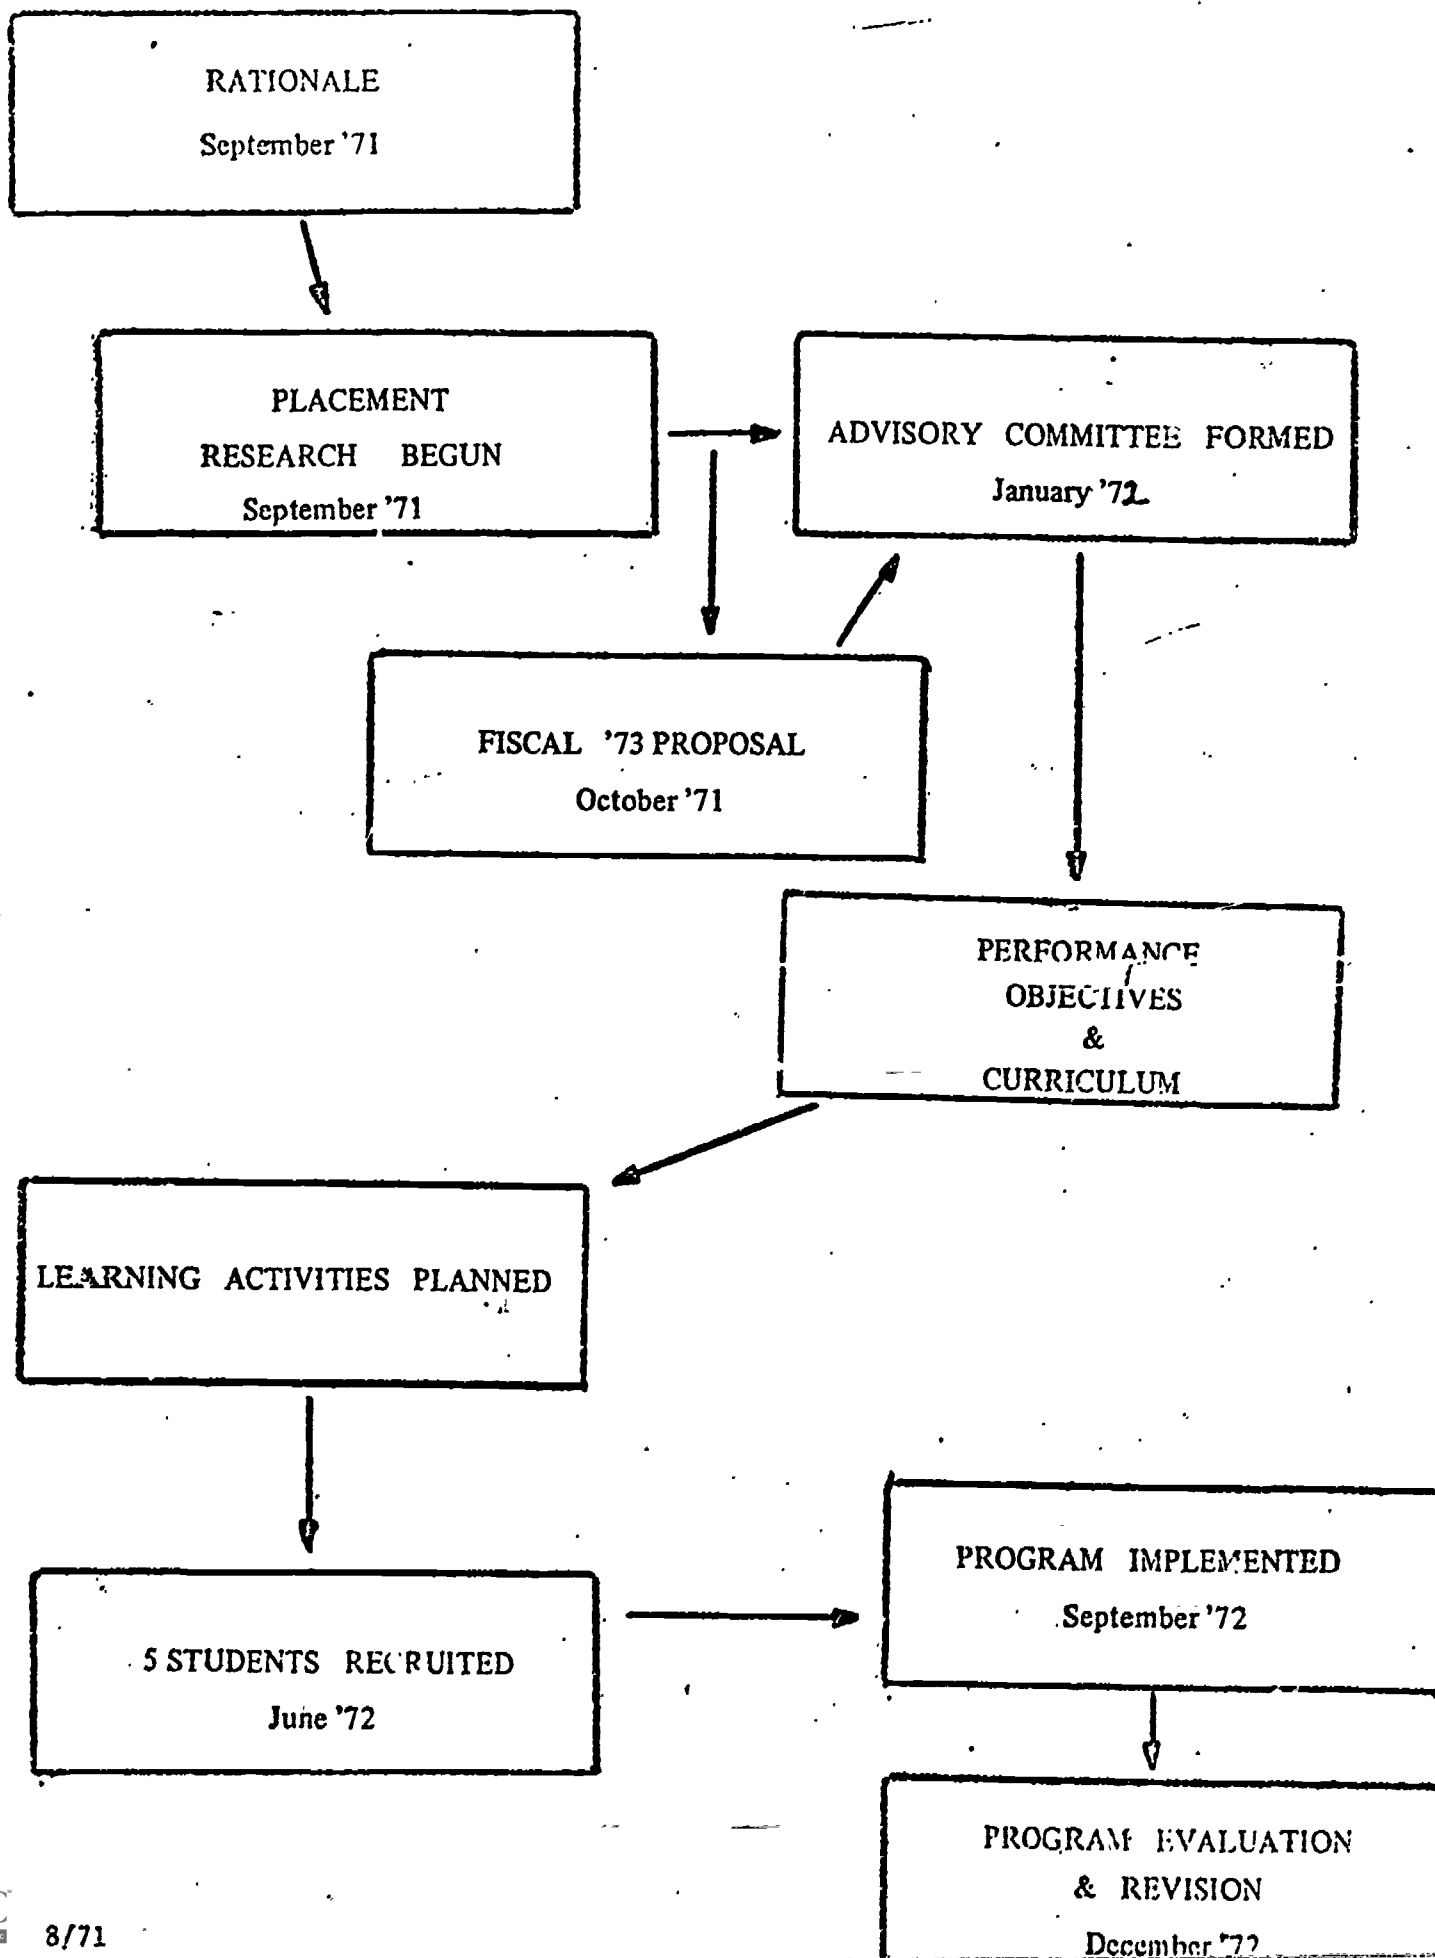 RATIONALE
September '71
PLACEMENT
RESEARCH BEGUN
September '71
ADVISORY COMMITTEE FORMED
January '72
FISCAL '73 PROPOSAL
October '71
PERFORMANCE
OBJECTIVES
&
CURRICULUM
LEARNING ACTIVITIES PLANNED
5 STUDENTS RECRUITED
June '72
PROGRAM IMPLEMENTED
September '72
PROGRAM EVALUATION
& REVISION
December '72
8/71